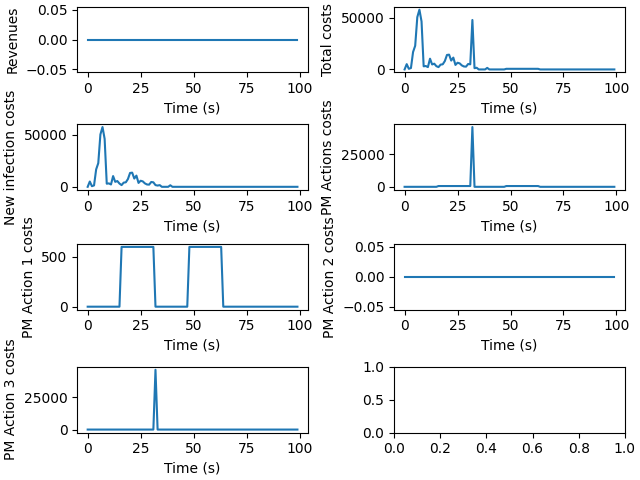 Revenues
0.05
0.00
−0.05
0 25 50 75 100
Time (s)
Total costs
50000
0
0 25 50 75 100
Time (s)
New infection costs
50000
0
0 25 50 75 100
Time (s)
PM Actions costs
25000
0
0 25 50 75 100
Time (s)
PM Action 1 costs
500
0
0 25 50 75 100
Time (s)
PM Action 2 costs
0.05
0.00
−0.05
0 25 50 75 100
Time (s)
PM Action 3 costs
25000
0
0 25 50 75 100
Time (s)
1.0
0.5
0.0
0.0 0.2 0.4 0.6 0.8 1.0